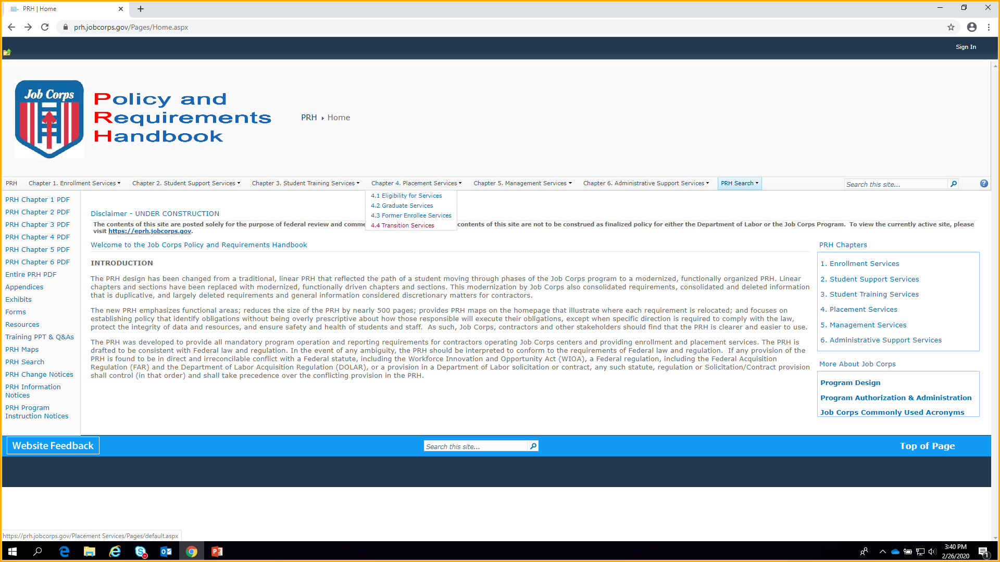 PRH | Home
prh.jobcorps.gov/Pages/Home.aspx
Sign In
Job Corps
Policy and
Requirements
Handbook
PRH Home
PRH Chapter 1. Enrollment Services Chapter 2. Student Support Services Chapter 3. Student Training Services Chapter 4. Placement Services Chapter 5. Management Services Chapter 6. Administrative Support Services PRH Search Search this site...
4.1 Eligibility for Services
4.2 Graduate Services
4.3 Former Enrollee Services
4.4 Transition Services
PRH Chapter 1 PDF
PRH Chapter 2 PDF
PRH Chapter 3 PDF
PRH Chapter 4 PDF
PRH Chapter 5 PDF
PRH Chapter 6 PDF
Entire PRH PDF
Appendices
Exhibits
Forms
Resources
Training PPT & Q&As
PRH Maps
PRH Search
PRH Change Notices
PRH Information
Notices
PRH Program
Instruction Notices
Disclaimer - UNDER CONSTRUCTION
The contents of this site are posted solely for the purpose of federal review and comme contents of this site are not to be construed as finalized policy for either the Department of Labor or the Job Corps Program. To view the currently active site, please
visit https://eprh.jobcorps.gov.
Welcome to the Job Corps Policy and Requirements Handbook
INTRODUCTION
The PRH design has been changed from a traditional, linear PRH that reflected the path of a student moving through phases of the Job Corps program to a modernized, functionally organized PRH. Linear
chapters and sections have been replaced with modernized, functionally driven chapters and sections. This modernization by Job Corps also consolidated requirements, consolidated and deleted information
that is duplicative, and largely deleted requirements and general information considered discretionary matters for contractors.
The new PRH emphasizes functional areas; reduces the size of the PRH by nearly 500 pages; provides PRH maps on the homepage that illustrate where each requirement is relocated; and focuses on
establishing policy that identify obligations without being overly prescriptive about how those responsible will execute their obligations, except when specific direction is required to comply with the law,
protect the integrity of data and resources, and ensure safety and health of students and staff. As such, Job Corps, contractors and other stakeholders should find that the PRH is clearer and easier to use.
The PRH was developed to provide all mandatory program operation and reporting requirements for contractors operating Job Corps centers and providing enrollment and placement services. The PRH is
drafted to be consistent with Federal law and regulation. In the event of any ambiguity, the PRH should be interpreted to conform to the requirements of Federal law and regulation. If any provision of the
PRH is found to be in direct and irreconcilable conflict with a Federal statute, including the Workforce Innovation and Opportunity Act (WIOA), a Federal regulation, including the Federal Acquisition
Regulation (FAR) and the Department of Labor Acquisition Regulation (DOLAR), or a provision in a Department of Labor solicitation or contract, any such statute, regulation or Solicitation/Contract provision
shall control (in that order) and shall take precedence over the conflicting provision in the PRH.
PRH Chapters
1. Enrollment Services
2. Student Support Services
3. Student Training Services
4. Placement Services
5. Management Services
6. Administrative Support Services
More About Job Corps
Program Design
Program Authorization & Administration
Job Corps Commonly Used Acronyms
Website Feedback Search this site... Top of Page
https://prh.jobcorps.gov/Placement Services/Pages/default.aspx
3:40 PM
2/26/2020
1